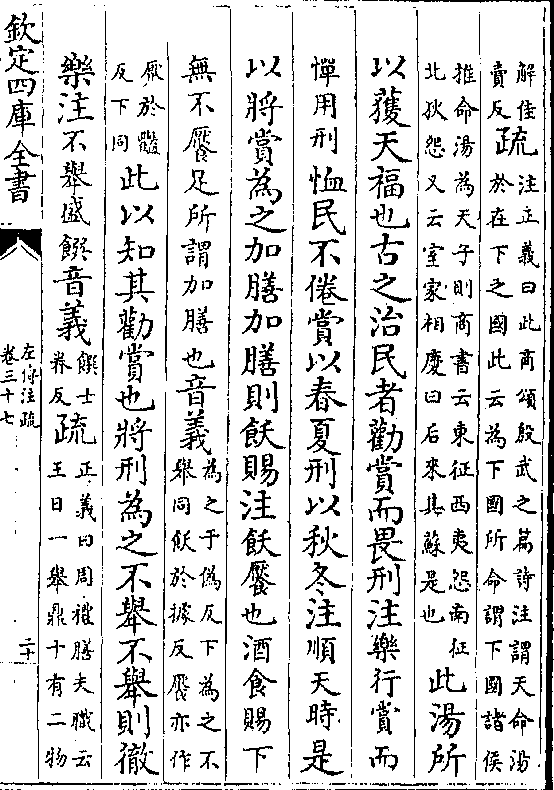 解佳賣反疏注正義曰此商頌殷武之篇詩注謂天命湯於在下之國此云為下國所命謂下國諸侯
推命湯為天子則商書云東征西夷怨南征北狄怨又云室家相慶曰后來其蘇是也此湯所
以獲天福也古之治民者勸賞而畏刑注樂行賞而
憚用刑恤民不倦賞以春夏刑以秋冬注順天時是
以將賞為之加膳加膳則飫賜注飫饜也酒食賜下
無不饜足所謂加膳也音義為之于偽反下為之不舉同飫於據反饜亦作
厭於豔反下同此以知其勸賞也將刑為之不舉不舉則徹
樂注不舉盛饌音義饌士眷反疏正義曰周禮膳夫職云王日一舉鼎十有二物
欽定四庫全書
左傳注疏
卷三十七
二十